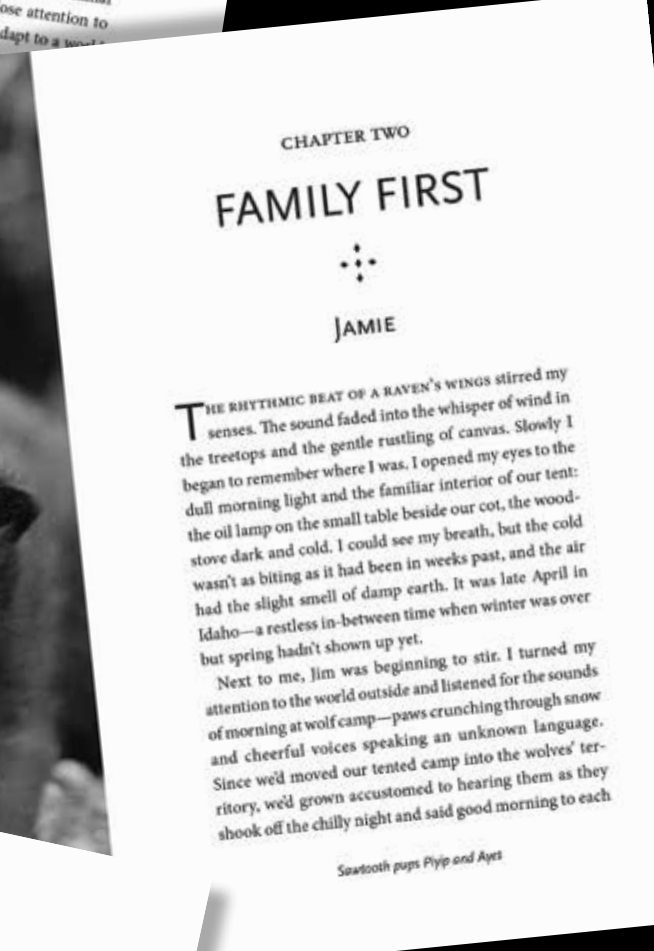 ose attention to
dapt to a
CHAPTER TWO
FAMILY FIRST
JAMIE
THE RHYTHMIC BEAT OF A RAVEN'S WINGS stirred my
senses. The sound faded into the whisper of wind in
the treetops and the gentle rustling of canvas. Slowly I
began to remember where I was. I opened my eyes to the
dull morning light and the familiar interior of our tent:
the oil lamp on the small table beside our cot, the wood-
stove dark and cold. I could see my breath, but the cold
wasn't as biting as it had been in weeks past, and the air
had the slight smell of damp earth. It was late April in
Idaho—a restless in-between time when winter was over
but spring hadn't shown up yet.
Next to me, Jim was beginning to stir. I turned my
attention to the world outside and listened for the sounds
of morning at wolf camp—paws crunching through snow
and cheerful voices speaking an unknown language.
Since we'd moved our tented camp into the wolves' ter-
ritory, we'd grown accustomed to hearing them as they
shook off the chilly night and said good morning to each
Sawtooth pups Piyip and Ayet